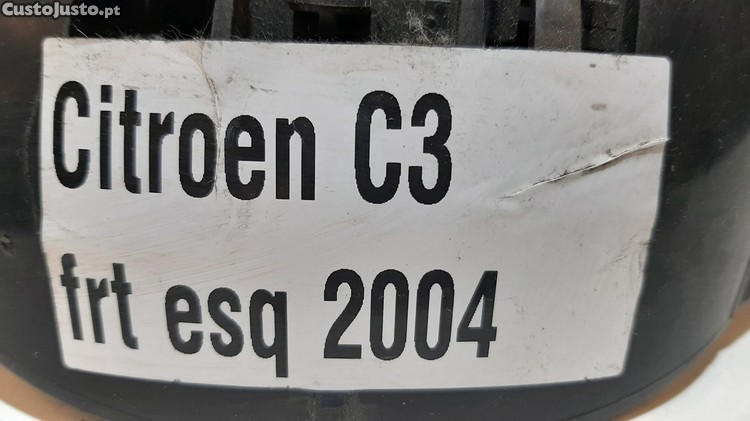 CustoJusto.pt
Citroen C3
frt esq 2004